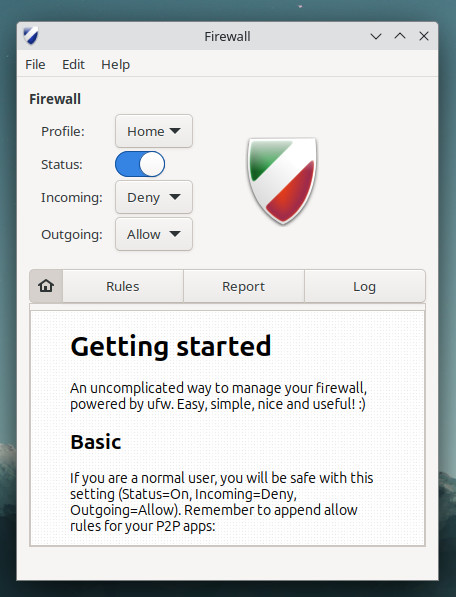 Firewall
File Edit Help
Firewall
Profile: Home
Status:
Incoming: Deny
Outgoing: Allow
Rules Report Log
Getting started
An uncomplicated way to manage your firewall,
powered by ufw. Easy, simple, nice and useful! :)
Basic
If you are a normal user, you will be safe with this
setting (Status=On, Incoming=Deny,
Outgoing=Allow). Remember to append allow
rules for your P2P apps: